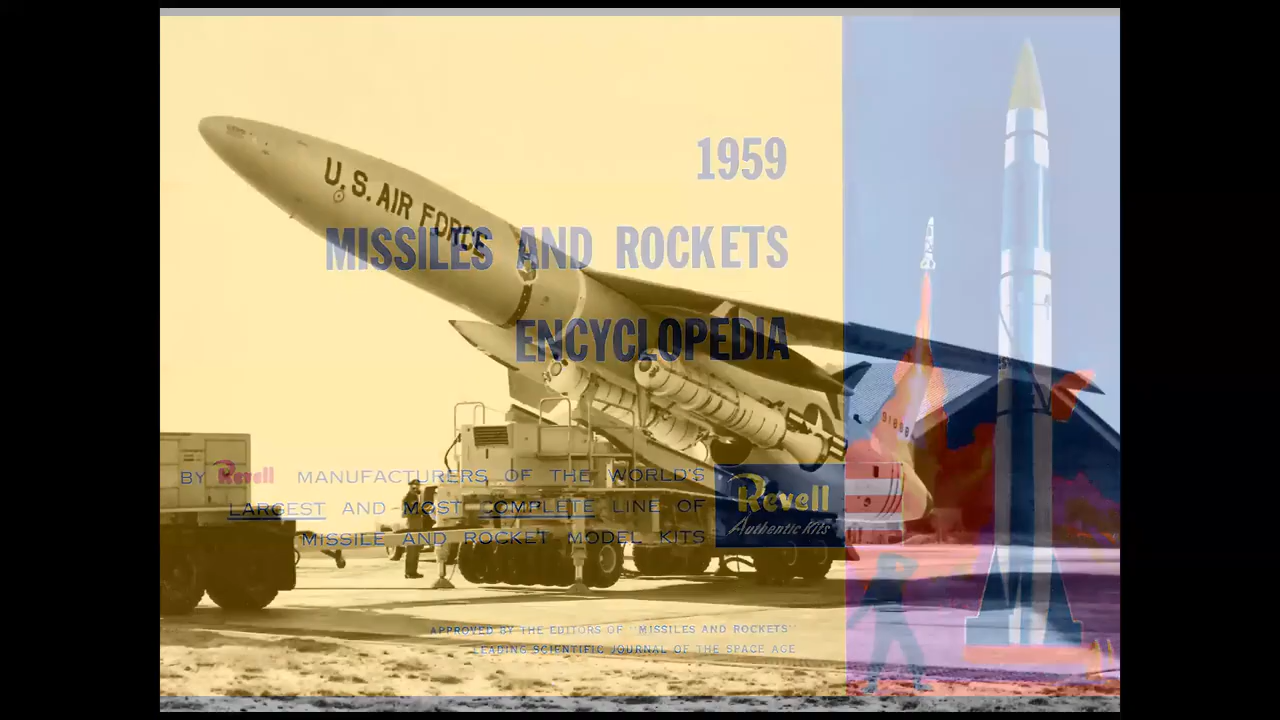 1959
U.S. AIR FORCE
MISSILES AND ROCKETS
ENCYCLOPEDIA
BY Revell MANUFACTURERS OF THE WORLD'S
LARGEST AND MOST COMPLETE LINE OF
MISSILE AND ROCKET MODEL KITS
Revell
Authentic Kits
APPROVED BY THE EDITORS OF "MISSILES AND ROCKETS"
LEADING SCIENTIFIC JOURNAL OF THE SPACE AGE